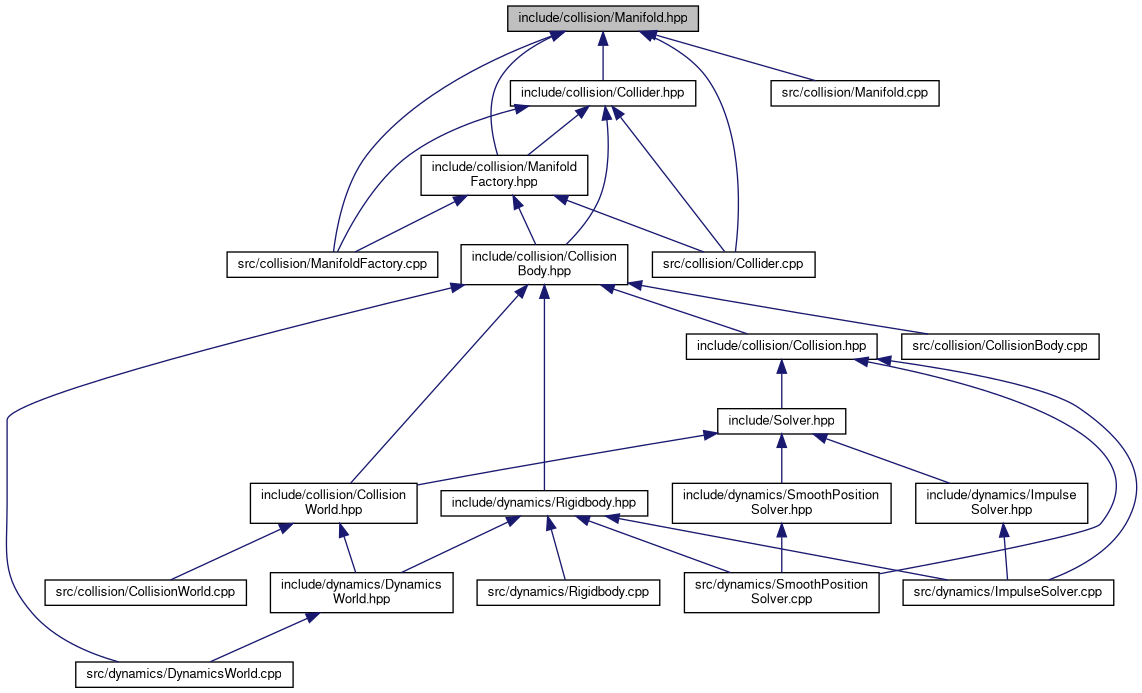 include/collision/Manifold.hpp
include/collision/Collider.hpp
src/collision/Manifold.cpp
include/collision/Manifold
Factory.hpp
src/collision/ManifoldFactory.cpp
include/collision/Collision
Body.hpp
src/collision/Collider.cpp
include/collision/Collision.hpp
src/collision/CollisionBody.cpp
include/Solver.hpp
include/collision/Collision
World.hpp
include/dynamics/Rigidbody.hpp
include/dynamics/SmoothPosition
Solver.hpp
include/dynamics/Impulse
Solver.hpp
src/collision/CollisionWorld.cpp
include/dynamics/Dynamics
World.hpp
src/dynamics/Rigidbody.cpp
src/dynamics/SmoothPosition
Solver.cpp
src/dynamics/ImpulseSolver.cpp
src/dynamics/DynamicsWorld.cpp